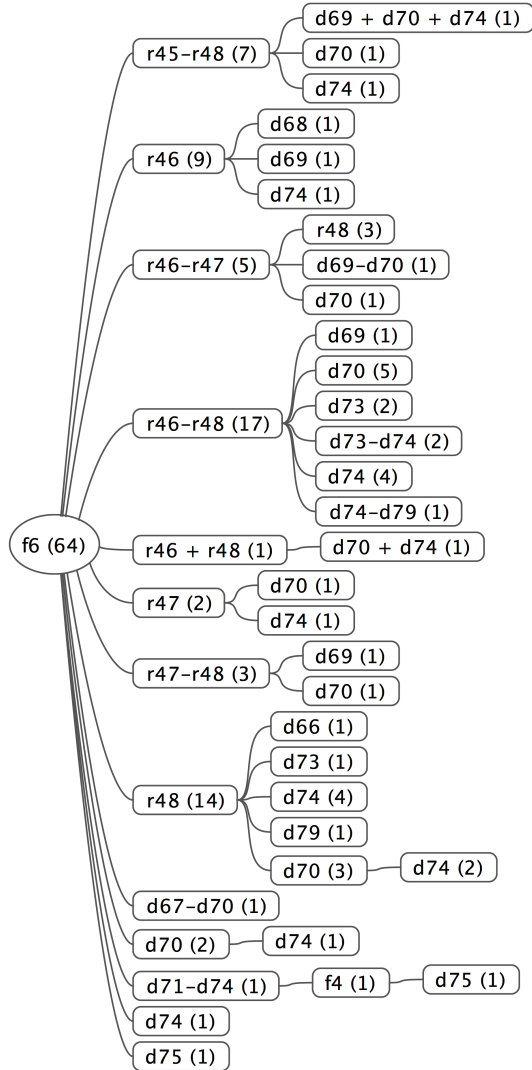 d69 + d70 + d74 (1)
r45–r48 (7)
d70 (1)
d74 (1)
d68 (1)
r46 (9)
d69 (1)
d74 (1)
r48 (3)
r46–r47 (5)
d69–d70 (1)
d70 (1)
d69 (1)
d70 (5)
d73 (2)
r46–r48 (17)
d73–d74 (2)
d74 (4)
d74–d79 (1)
f6 (64)
r46 + r48 (1)
d70 + d74 (1)
d70 (1)
r47 (2)
d74 (1)
d69 (1)
r47–r48 (3)
d70 (1)
d66 (1)
d73 (1)
d74 (4)
r48 (14)
d79 (1)
d70 (3)
d74 (2)
d67–d70 (1)
d70 (2)
d74 (1)
d71–d74 (1)
f4 (1)
d75 (1)
d74 (1)
d75 (1)